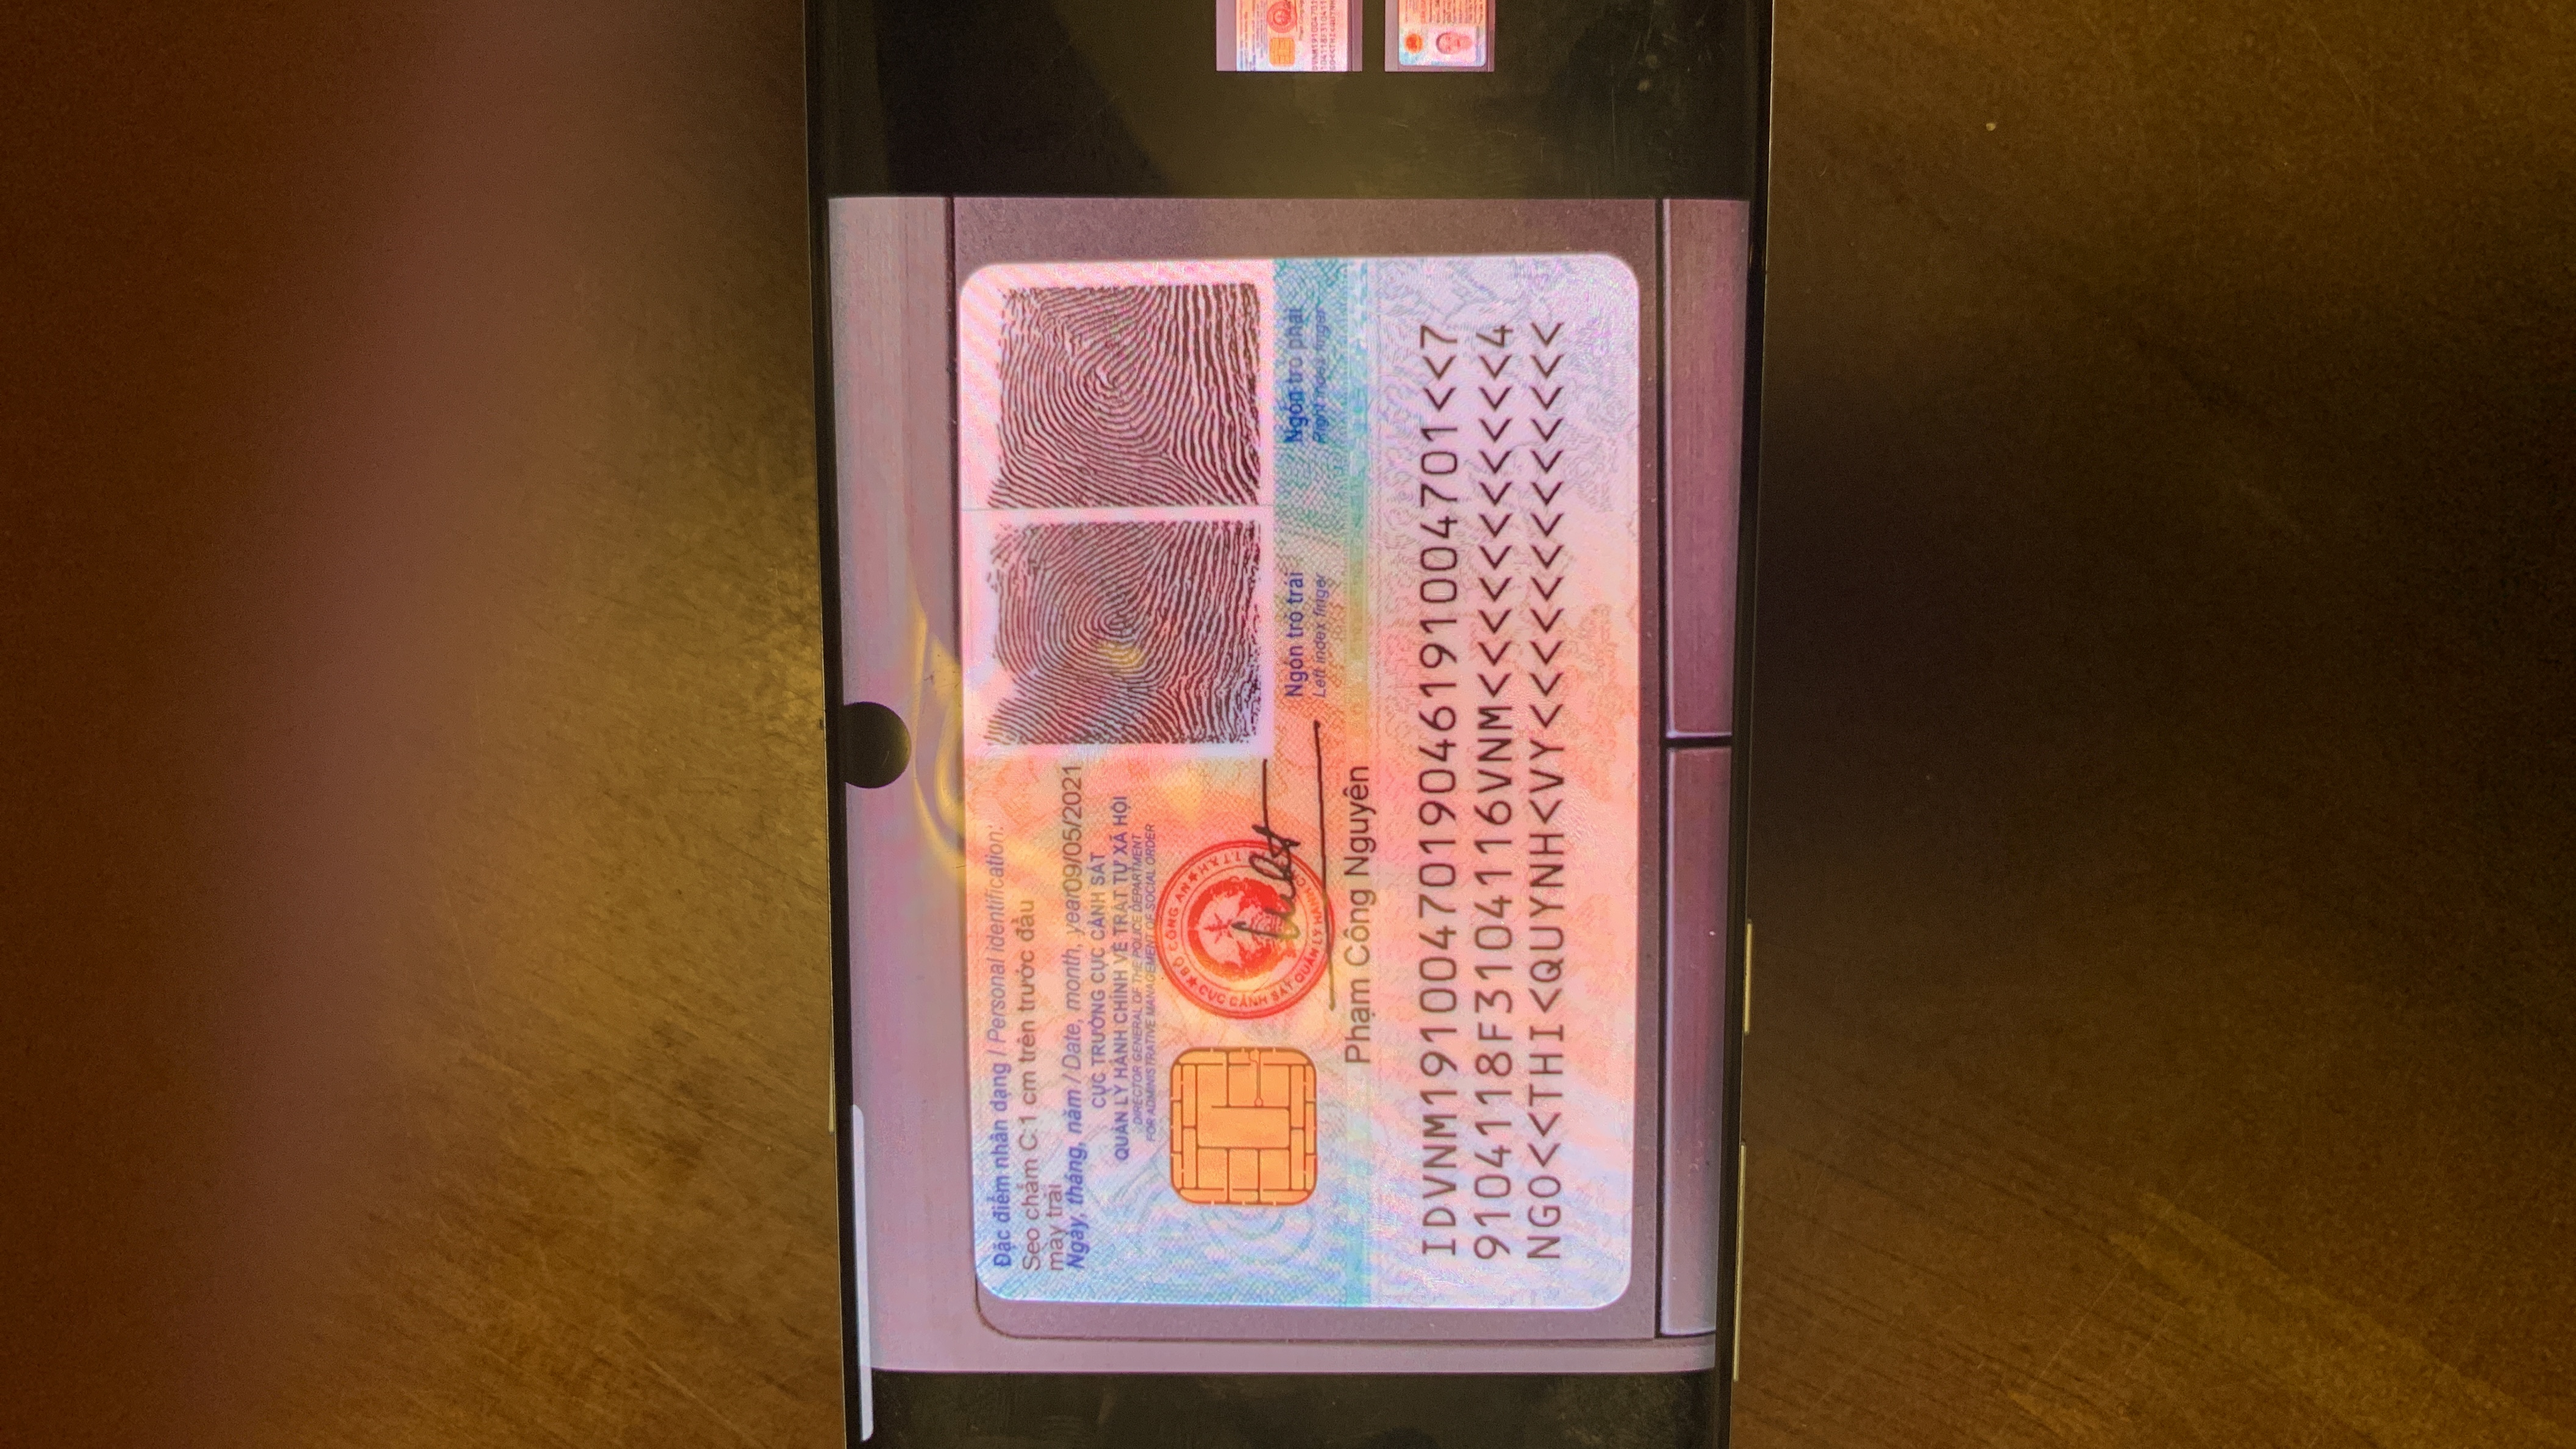 Đặc điểm nhân dạng / Personal identification:
Sẹo chấm C:1 cm trên trước đầu
mày trái
Ngày, tháng, năm / Date, month, year09/05/2021
CỤC TRƯỞNG CỤC CẢNH SÁT
QUẢN LÝ HÀNH CHÍNH VỀ TRẬT TỰ XÃ HỘI
DIRECTOR GENERAL OF THE POLICE DEPARTMENT
FOR ADMINISTRATIVE MANAGEMENT OF SOCIAL ORDER
BỘ CÔNG AN
Phạm Công Nguyên
Ngón trỏ trái
Left index finger
Ngón trỏ phải
Right index finger
IDVNM1910047019046191004701<<7
9104118F3104116VNM<<<<<<<<<<<4
NGO<<THI<QUYNH<VY<<<<<<<<<<<<<